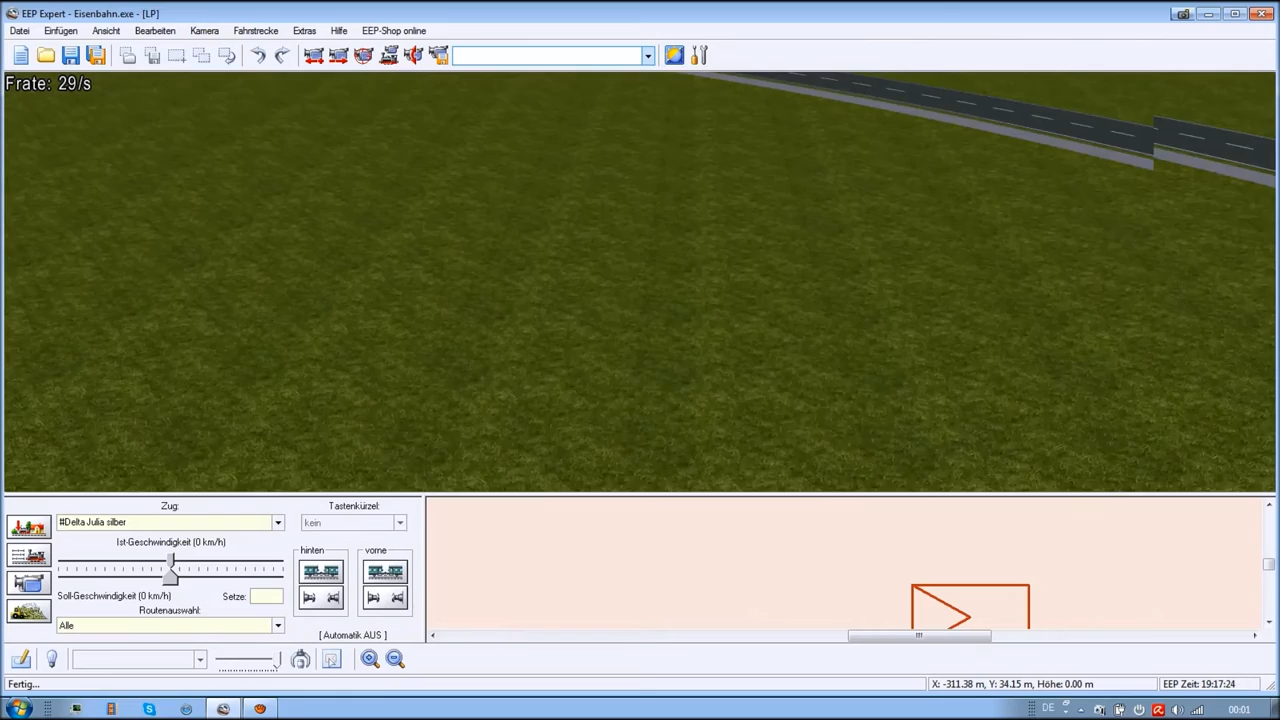 EEP Expert - Eisenbahn.exe - [LP]
Datei Einfügen Ansicht Bearbeiten Kamera Fahrstrecke Extras Hilfe EEP-Shop online
Frate: 29/s
Zug:
#Delta Julia silber
Ist-Geschwindigkeit (0 km/h)
Soll-Geschwindigkeit (0 km/h)
Setze:
Routenauswahl:
Alle
Tastenkürzel:
kein
hinten
vorne
[ Automatik AUS ]
Fertig...
X: -311.38 m, Y: 34.15 m, Höhe: 0.00 m
EEP Zeit: 19:17:24
DE
00:01